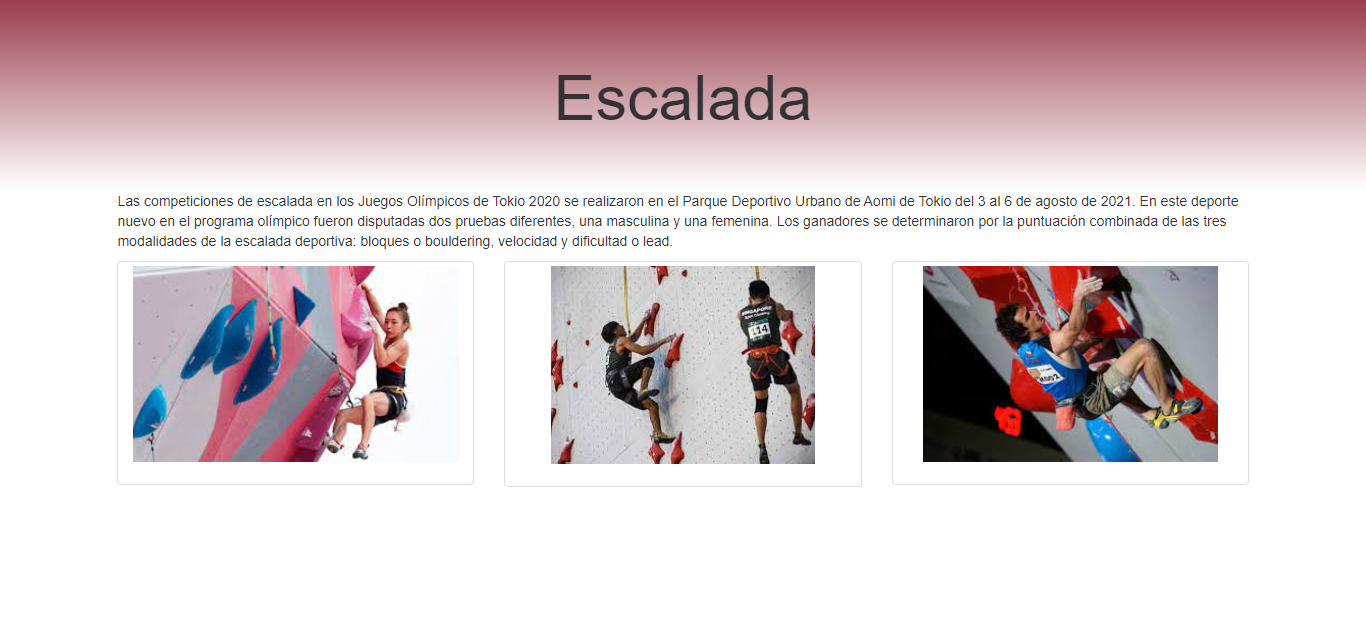 Escalada
Las competiciones de escalada en los Juegos Olímpicos de Tokio 2020 se realizaron en el Parque Deportivo Urbano de Aomi de Tokio del 3 al 6 de agosto de 2021. En este deporte
nuevo en el programa olímpico fueron disputadas dos pruebas diferentes, una masculina y una femenina. Los ganadores se determinaron por la puntuación combinada de las tres
modalidades de la escalada deportiva: bloques o bouldering, velocidad y dificultad o lead.
SINGAPORE
14